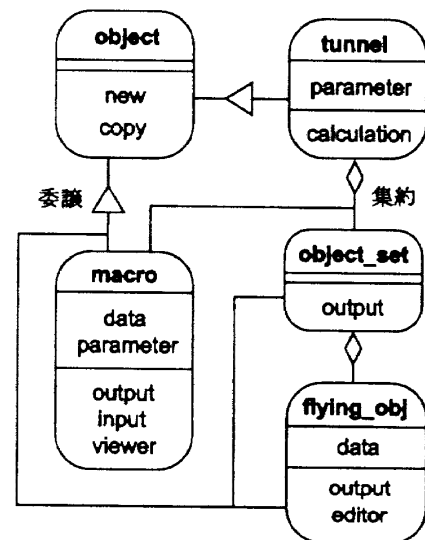 object
new
copy
tunnel
parameter
calculation
委譲
集約
macro
data
parameter
output
input
viewer
object_set
output
flying_obj
data
output
editor